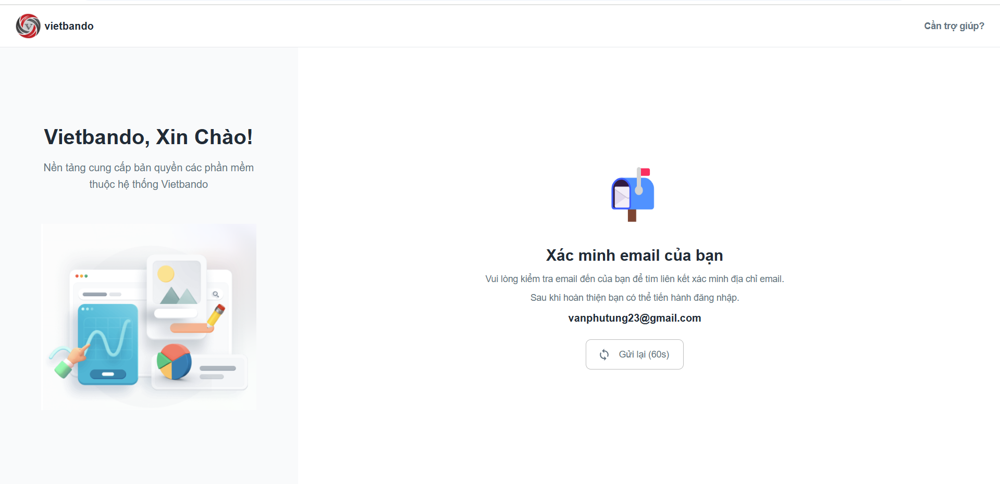 vietbando
Cần trợ giúp?
Vietbando, Xin Chào!
Nền tảng cung cấp bản quyền các phần mềm
thuộc hệ thống Vietbando
Xác minh email của bạn
Vui lòng kiểm tra email đến của bạn để tìm liên kết xác minh địa chỉ email.
Sau khi hoàn thiện bạn có thể tiến hành đăng nhập.
vanphutung23@gmail.com
Gửi lại (60s)